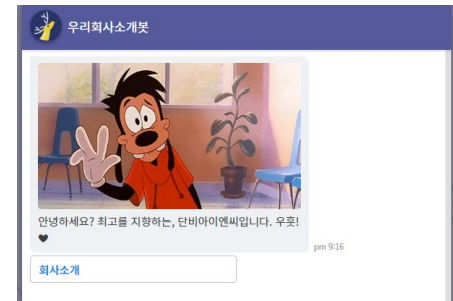 우리회사소개봇
안녕하세요? 최고를 지향하는, 단비아이엔씨입니다. 우훗!
♥
pm 9:16
회사소개